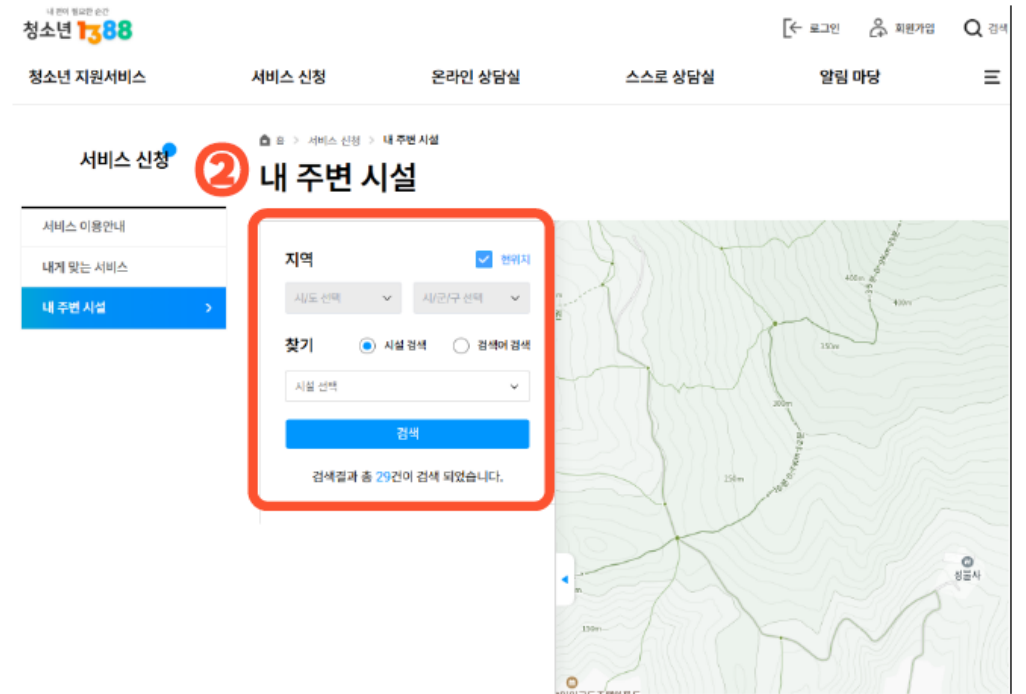 내 편이 필요한 순간
청소년 1388
로그인
회원가입
검색
청소년 지원서비스
서비스 신청
온라인 상담실
스스로 상담실
알림 마당
서비스 신청
홈 > 서비스 신청 > 내 주변 시설
2
내 주변 시설
서비스 이용안내
내게 맞는 서비스
내 주변 시설
지역
현위치
시/도 선택
시/군/구 선택
찾기
시설 검색
검색어 검색
시설 선택
검색
검색결과 총 29건이 검색 되었습니다.
400m
400m
350m
300m
250m
150m